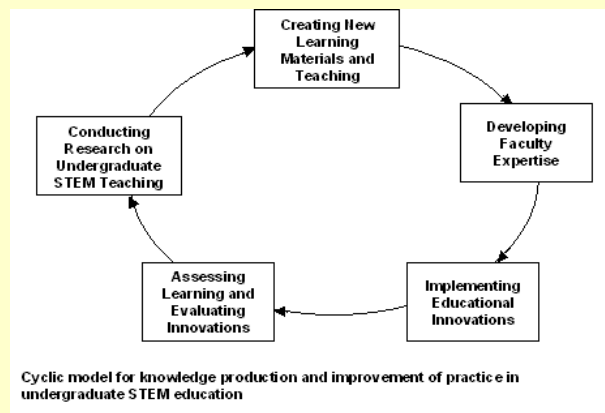 Creating New
Learning
Materials and
Teaching
Developing
Faculty
Expertise
Implementing
Educational
Innovations
Assessing
Learning and
Evaluating
Innovations
Conducting
Research on
Undergraduate
STEM Teaching
Cyclic model for knowledge production and improvement of practice in
undergraduate STEM education